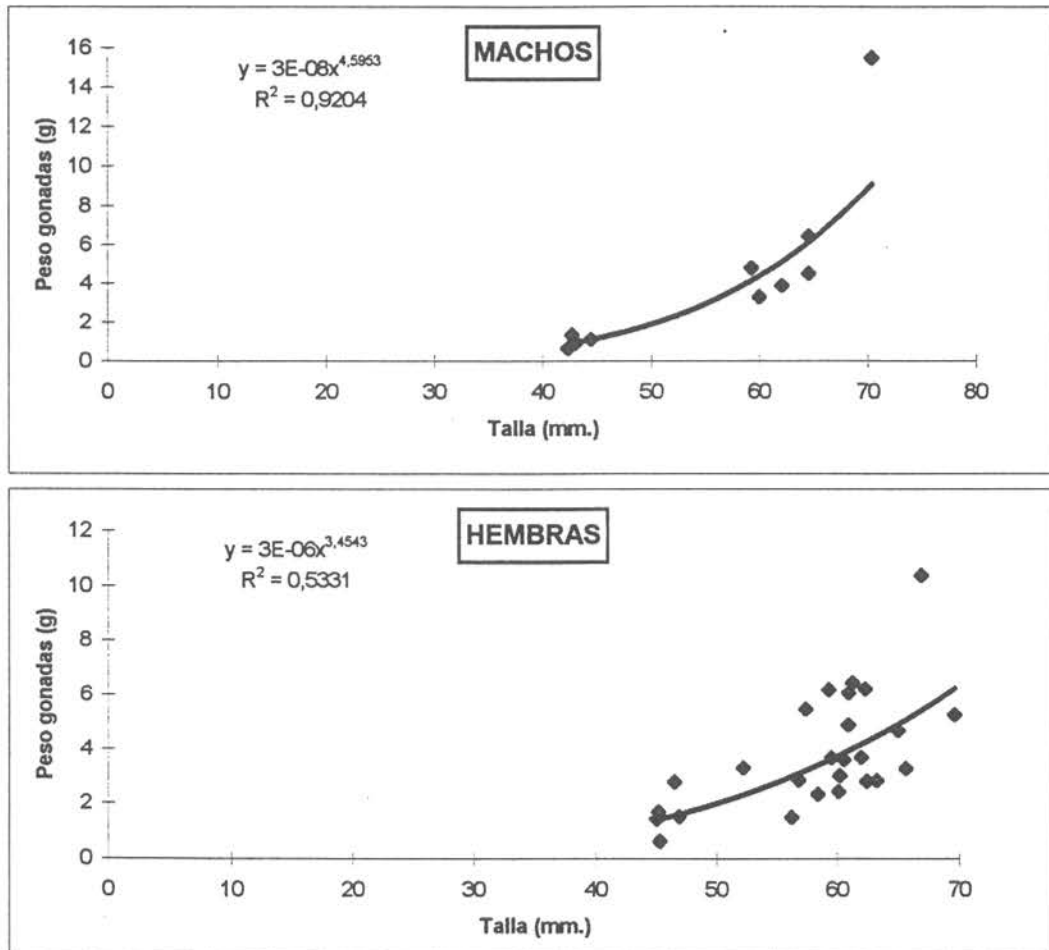 MACHOS
y = 3E-08x^4,5953
R² = 0,9204
Peso gonadas (g)
16
14
12
10
8
6
4
2
0
0 10 20 30 40 50 60 70 80
Talla (mm.)
HEMBRAS
y = 3E-06x^3,4543
R² = 0,5331
Peso gonadas (g)
12
10
8
6
4
2
0
0 10 20 30 40 50 60 70
Talla (mm.)